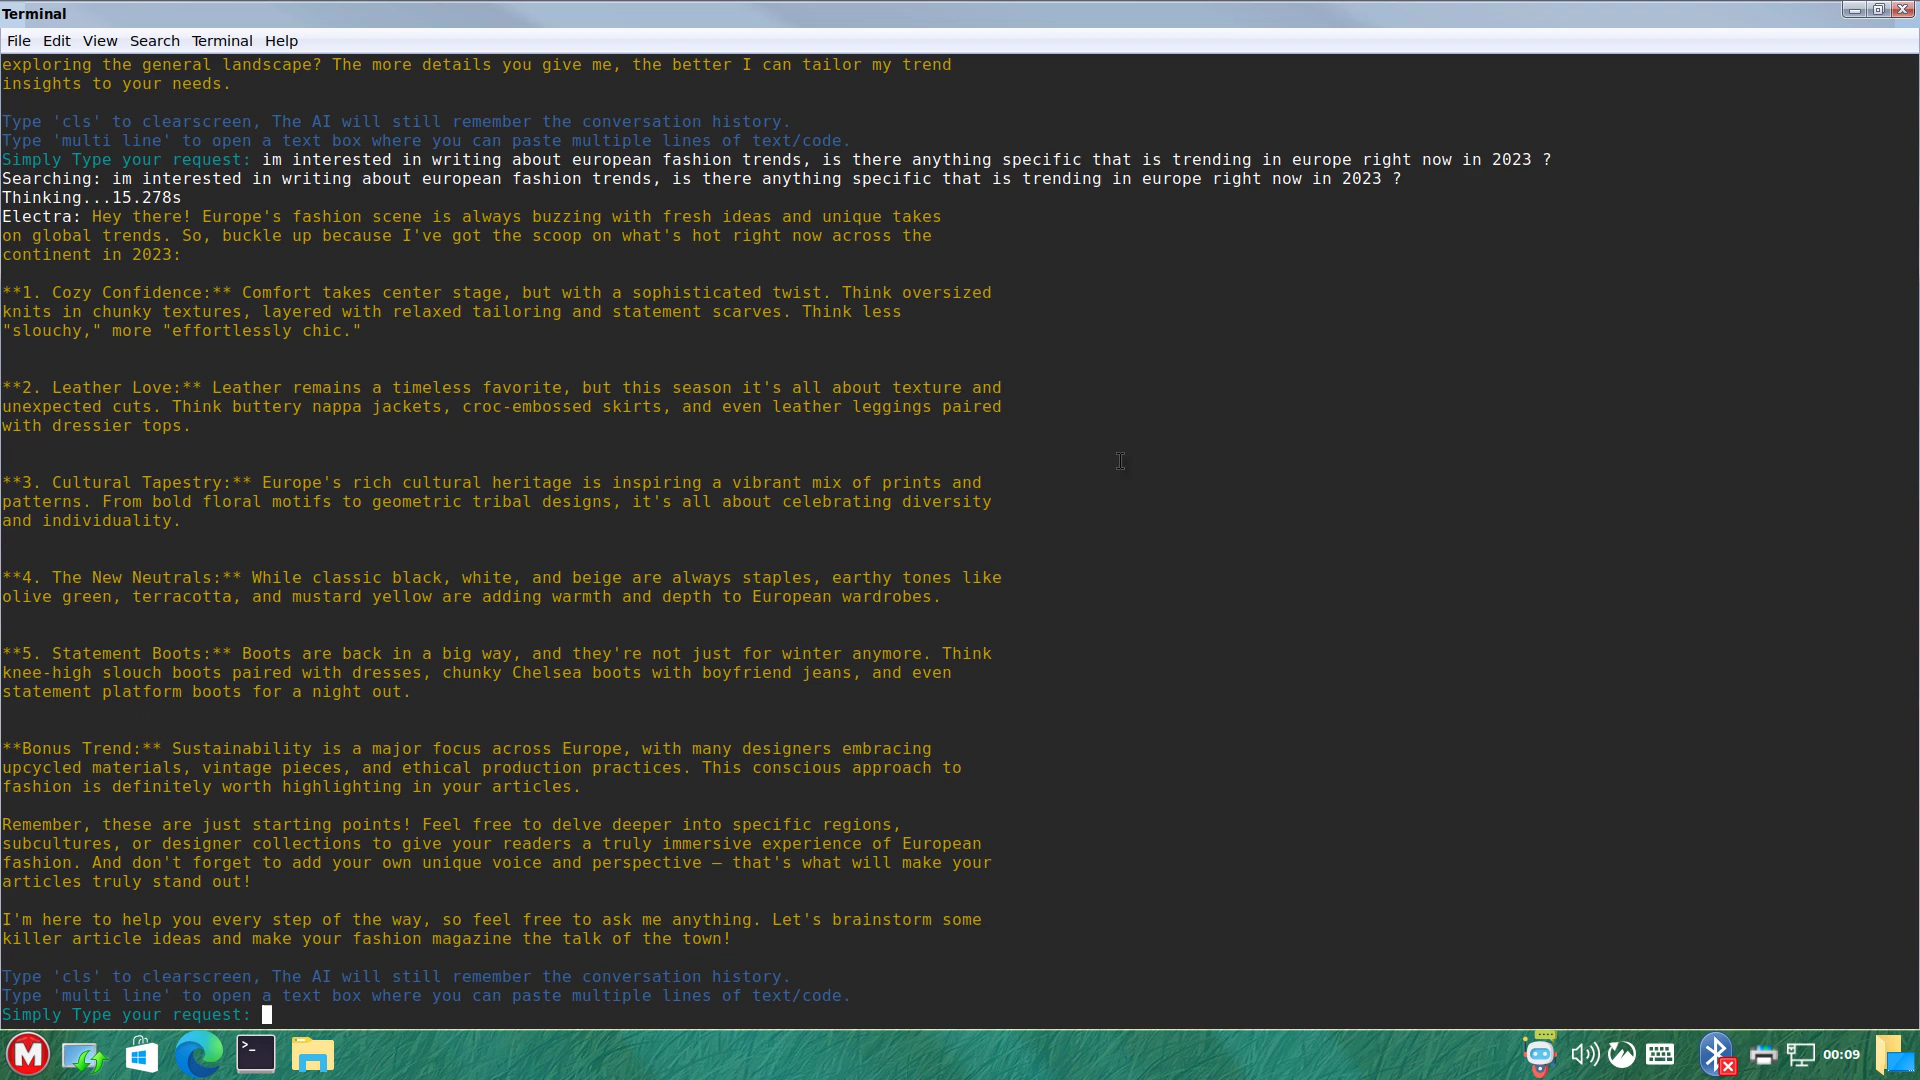 Terminal
File Edit View Search Terminal Help
exploring the general landscape? The more details you give me, the better I can tailor my trend
insights to your needs.
Type 'cls' to clearscreen, The AI will still remember the conversation history.
Type 'multi line' to open a text box where you can paste multiple lines of text/code.
Simply Type your request: im interested in writing about european fashion trends, is there anything specific that is trending in europe right now in 2023 ?
Searching: im interested in writing about european fashion trends, is there anything specific that is trending in europe right now in 2023 ?
Thinking...15.278s
Electra: Hey there! Europe's fashion scene is always buzzing with fresh ideas and unique takes
on global trends. So, buckle up because I've got the scoop on what's hot right now across the
continent in 2023:
**1. Cozy Confidence:** Comfort takes center stage, but with a sophisticated twist. Think oversized
knits in chunky textures, layered with relaxed tailoring and statement scarves. Think less
"slouchy," more "effortlessly chic."
**2. Leather Love:** Leather remains a timeless favorite, but this season it's all about texture and
unexpected cuts. Think buttery nappa jackets, croc-embossed skirts, and even leather leggings paired
with dressier tops.
**3. Cultural Tapestry:** Europe's rich cultural heritage is inspiring a vibrant mix of prints and
patterns. From bold floral motifs to geometric tribal designs, it's all about celebrating diversity
and individuality.
**4. The New Neutrals:** While classic black, white, and beige are always staples, earthy tones like
olive green, terracotta, and mustard yellow are adding warmth and depth to European wardrobes.
**5. Statement Boots:** Boots are back in a big way, and they're not just for winter anymore. Think
knee-high slouch boots paired with dresses, chunky Chelsea boots with boyfriend jeans, and even
statement platform boots for a night out.
**Bonus Trend:** Sustainability is a major focus across Europe, with many designers embracing
upcycled materials, vintage pieces, and ethical production practices. This conscious approach to
fashion is definitely worth highlighting in your articles.
Remember, these are just starting points! Feel free to delve deeper into specific regions,
subcultures, or designer collections to give your readers a truly immersive experience of European
fashion. And don't forget to add your own unique voice and perspective – that's what will make your
articles truly stand out!
I'm here to help you every step of the way, so feel free to ask me anything. Let's brainstorm some
killer article ideas and make your fashion magazine the talk of the town!
Type 'cls' to clearscreen, The AI will still remember the conversation history.
Type 'multi line' to open a text box where you can paste multiple lines of text/code.
Simply Type your request:
M
>_
00:09